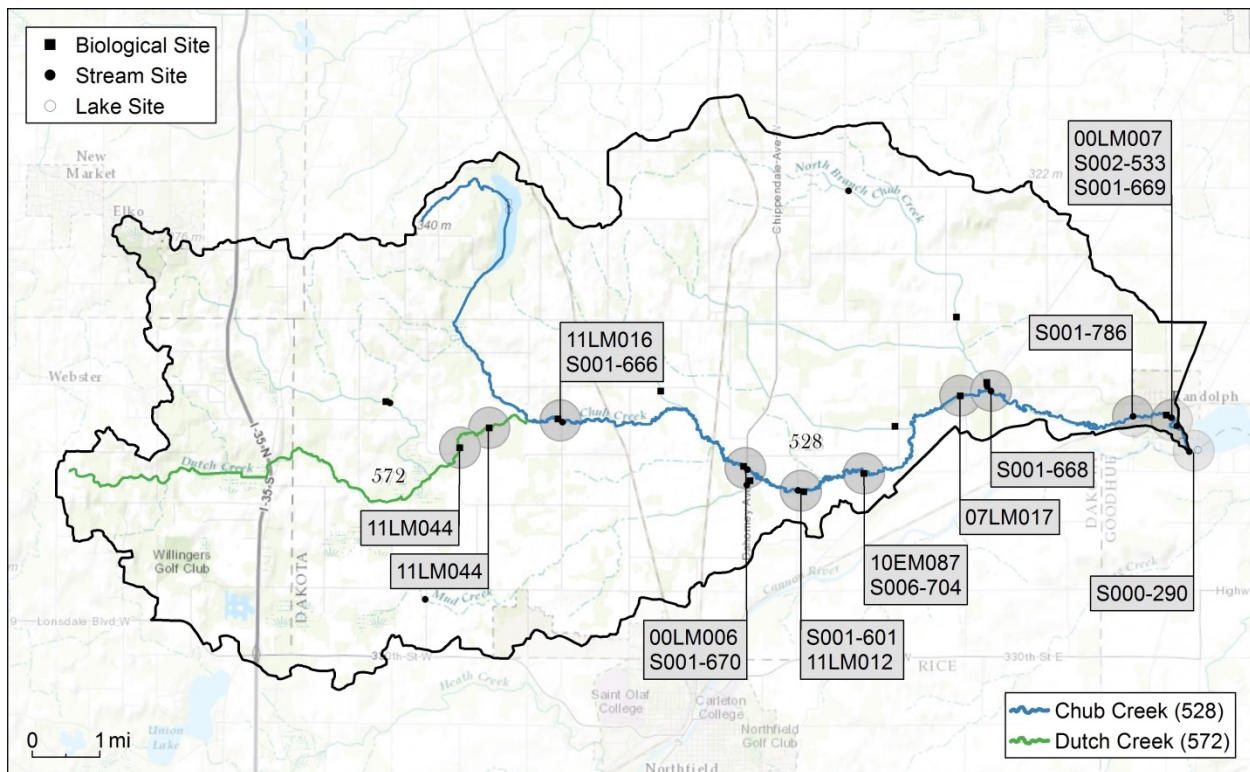 Biological Site
Stream Site
Lake Site
New
Market
Elko
376 m
340 m
322 m
North Branch Chub
Creek
Chippendale Ave W
00LM007
S002-533
S001-669
S001-786
11LM016
S001-666
Webster
Randolph
Chub Creek
528
I-35-N
I-35-S
Dutch Creek
572
S001-668
07LM017
11LM044
11LM044
Willingers
Golf Club
DAKOTA
Mud Creek
Cannon River
DAKOTA
GOODHUE
10EM087
S006-704
S000-290
Highw
Lonsdale Blvd W
00LM006
S001-670
S001-601
11LM012
W
RICE
330th St E
Heath Creek
Saint Olaf
College
Carleton
College
Northfield
Golf Club
Northfield
Union
Lake
0
1 mi
Chub Creek (528)
Dutch Creek (572)